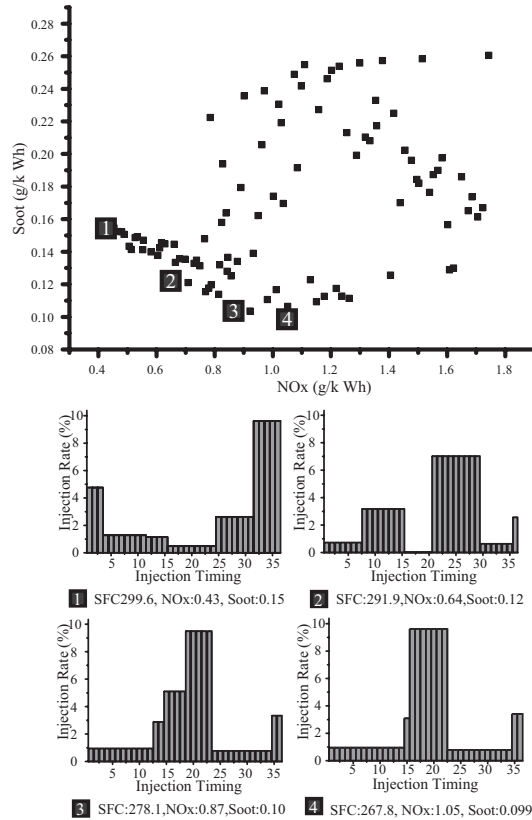 0.28
0.26
0.24
0.22
0.20
0.18
0.16
0.14
0.12
0.10
0.08
Soot (g/k Wh)
1
2
3
4
0.4 0.6 0.8 1.0 1.2 1.4 1.6 1.8
NOx (g/k Wh)
10
8
6
4
2
0
Injection Rate (%)
5 10 15 20 25 30 35
Injection Timing
1 SFC299.6, NOx:0.43, Soot:0.15
10
8
6
4
2
0
Injection Rate (%)
5 10 15 20 25 30 35
Injection Timing
2 SFC:291.9,NOx:0.64,Soot:0.12
10
8
6
4
2
0
Injection Rate (%)
5 10 15 20 25 30 35
Injection Timing
3 SFC:278.1,NOx:0.87,Soot:0.10
10
8
6
4
2
0
Injection Rate (%)
5 10 15 20 25 30 35
Injection Timing
4 SFC:267.8, NOx:1.05, Soot:0.099